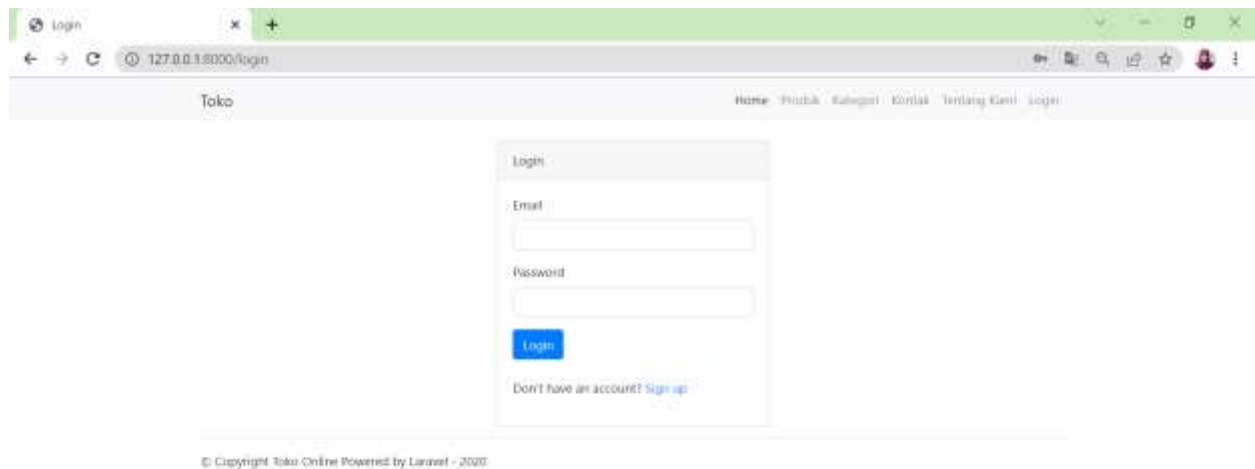 Login
127.0.0.1:8000/login
Toko
Home Produk Kategori Kontak Tentang Kami Login
Login
Email
Password
Login
Don't have an account? Sign up
© Copyright Toko Online Powered by Laravel - 2020